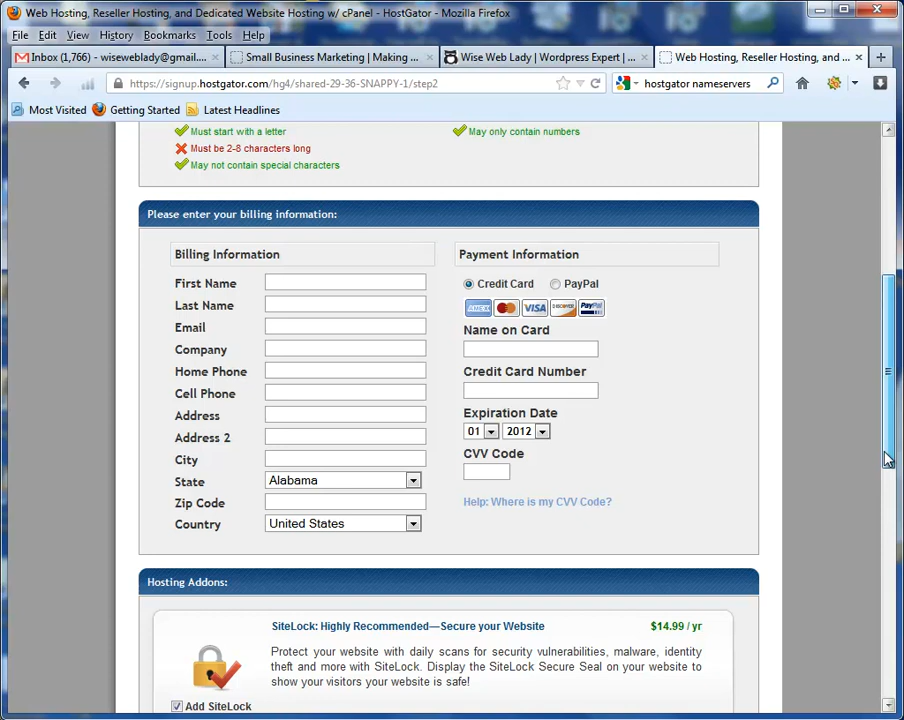 Web Hosting, Reseller Hosting, and Dedicated Website Hosting w/ cPanel - HostGator - Mozilla Firefox
File Edit View History Bookmarks Tools Help
Inbox (1,766) - wiseweblady@gmail.... × Small Business Marketing | Making ... × Wise Web Lady | Wordpress Expert | ... × Web Hosting, Reseller Hosting, and ... × +
https://signup.hostgator.com/hg4/shared-29-36-SNAPPY-1/step2 hostgator nameservers
Most Visited Getting Started Latest Headlines
Must start with a letter May only contain numbers
Must be 2-8 characters long
May not contain special characters
Please enter your billing information:
Billing Information Payment Information
First Name Credit Card PayPal
Last Name AMEX VISA DISCOVER PayPal
Email Name on Card
Company
Home Phone Credit Card Number
Cell Phone
Address Expiration Date
Address 2 01 2012
City CVV Code
State Alabama
Zip Code Help: Where is my CVV Code?
Country United States
Hosting Addons:
SiteLock: Highly Recommended—Secure your Website $14.99 / yr
Protect your website with daily scans for security vulnerabilities, malware, identity
theft and more with SiteLock. Display the SiteLock Secure Seal on your website to
show your visitors your website is safe!
Add SiteLock